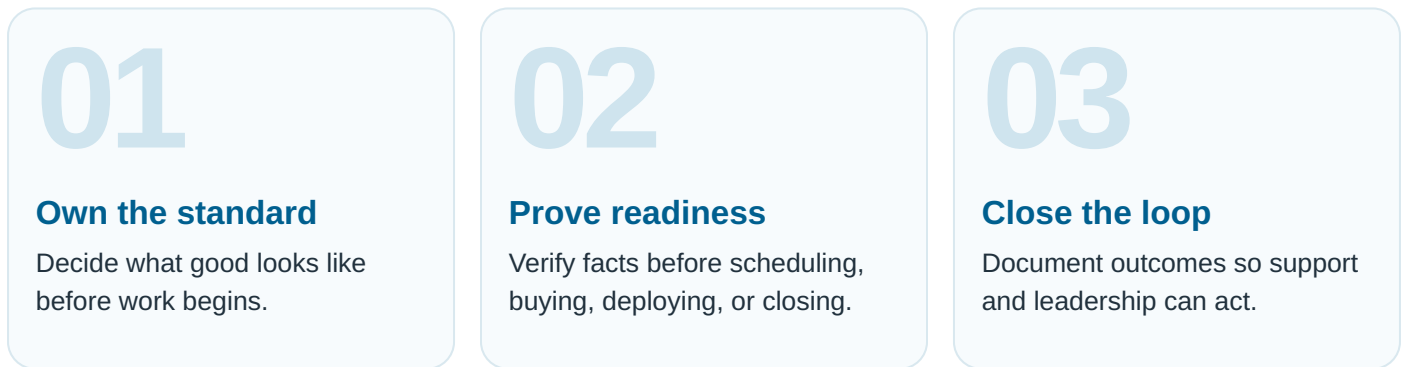 01
Own the standard
Decide what good looks like
before work begins.
02
Prove readiness
Verify facts before scheduling,
buying, deploying, or closing.
03
Close the loop
Document outcomes so support
and leadership can act.